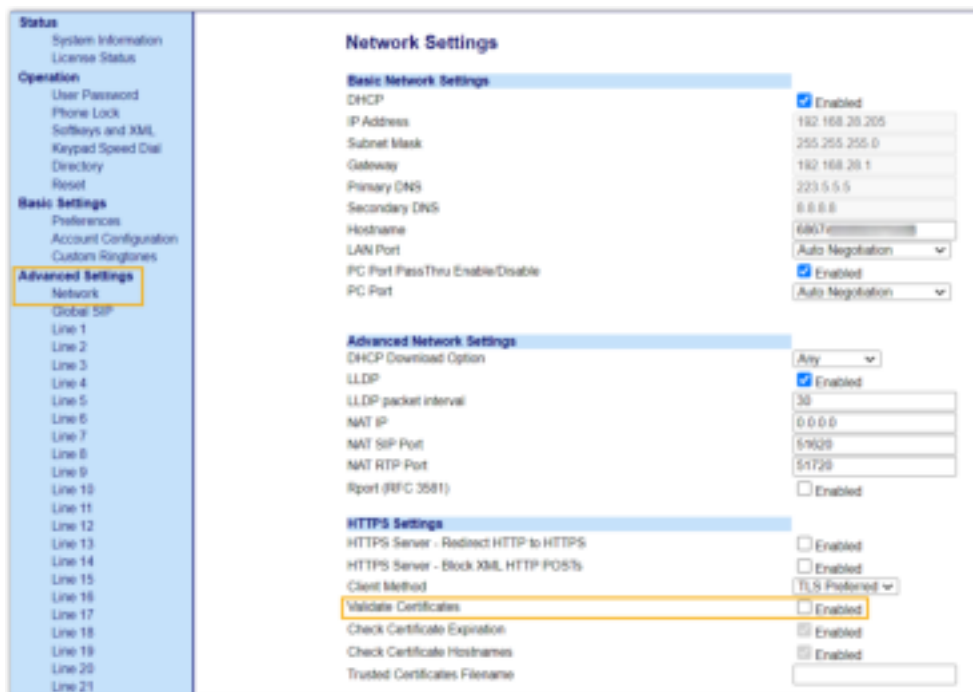 Status
System Information
License Status
Operation
User Password
Phone Lock
Softkeys and XML
Keypad Speed Dial
Directory
Reset
Basic Settings
Preferences
Account Configuration
Custom Ringtones
Advanced Settings
Network
Global SIP
Line 1
Line 2
Line 3
Line 4
Line 5
Line 6
Line 7
Line 8
Line 9
Line 10
Line 11
Line 12
Line 13
Line 14
Line 15
Line 16
Line 17
Line 18
Line 19
Line 20
Line 21
Network Settings
Basic Network Settings
DHCP Enabled
IP Address 192.168.28.205
Subnet Mask 255.255.255.0
Gateway 192.168.28.1
Primary DNS 223.5.5.5
Secondary DNS 8.8.8.8
Hostname 6867i
LAN Port Auto Negotiation
PC Port PassThru Enable/Disable Enabled
PC Port Auto Negotiation
Advanced Network Settings
DHCP Download Option Any
LLDP Enabled
LLDP packet interval 30
NAT IP 0.0.0.0
NAT SIP Port 51620
NAT RTP Port 51720
Rport (RFC 3581) Enabled
HTTPS Settings
HTTPS Server - Redirect HTTP to HTTPS Enabled
HTTPS Server - Block XML HTTP POSTs Enabled
Client Method TLS Preferred
Validate Certificates Enabled
Check Certificate Expiration Enabled
Check Certificate Hostnames Enabled
Trusted Certificates Filename